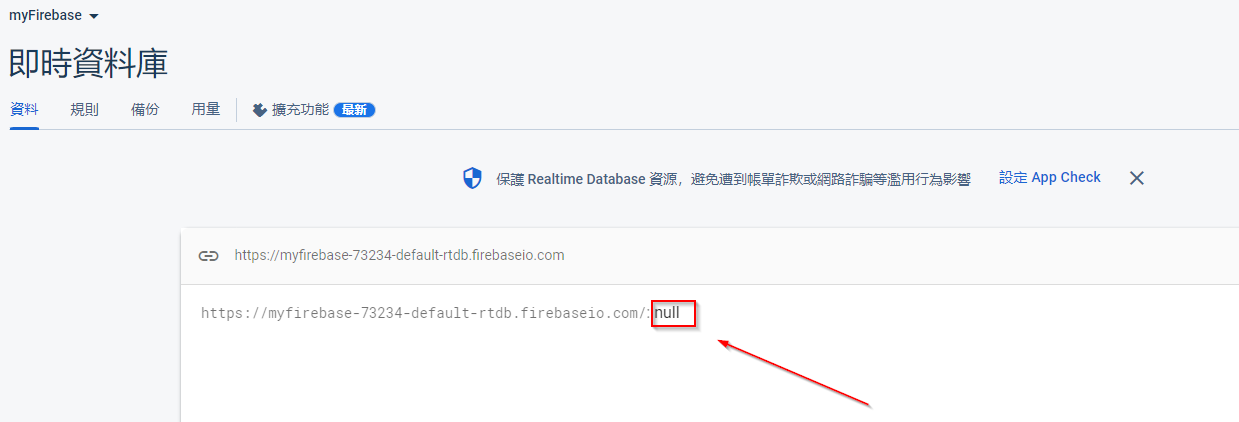 myFirebase
即時資料庫
資料 規則 備份 用量 擴充功能 最新
保護 Realtime Database 資源，避免遭到帳單詐欺或網路詐騙等濫用行為影響 設定 App Check
https://myfirebase-73234-default-rtdb.firebaseio.com
https://myfirebase-73234-default-rtdb.firebaseio.com/: null